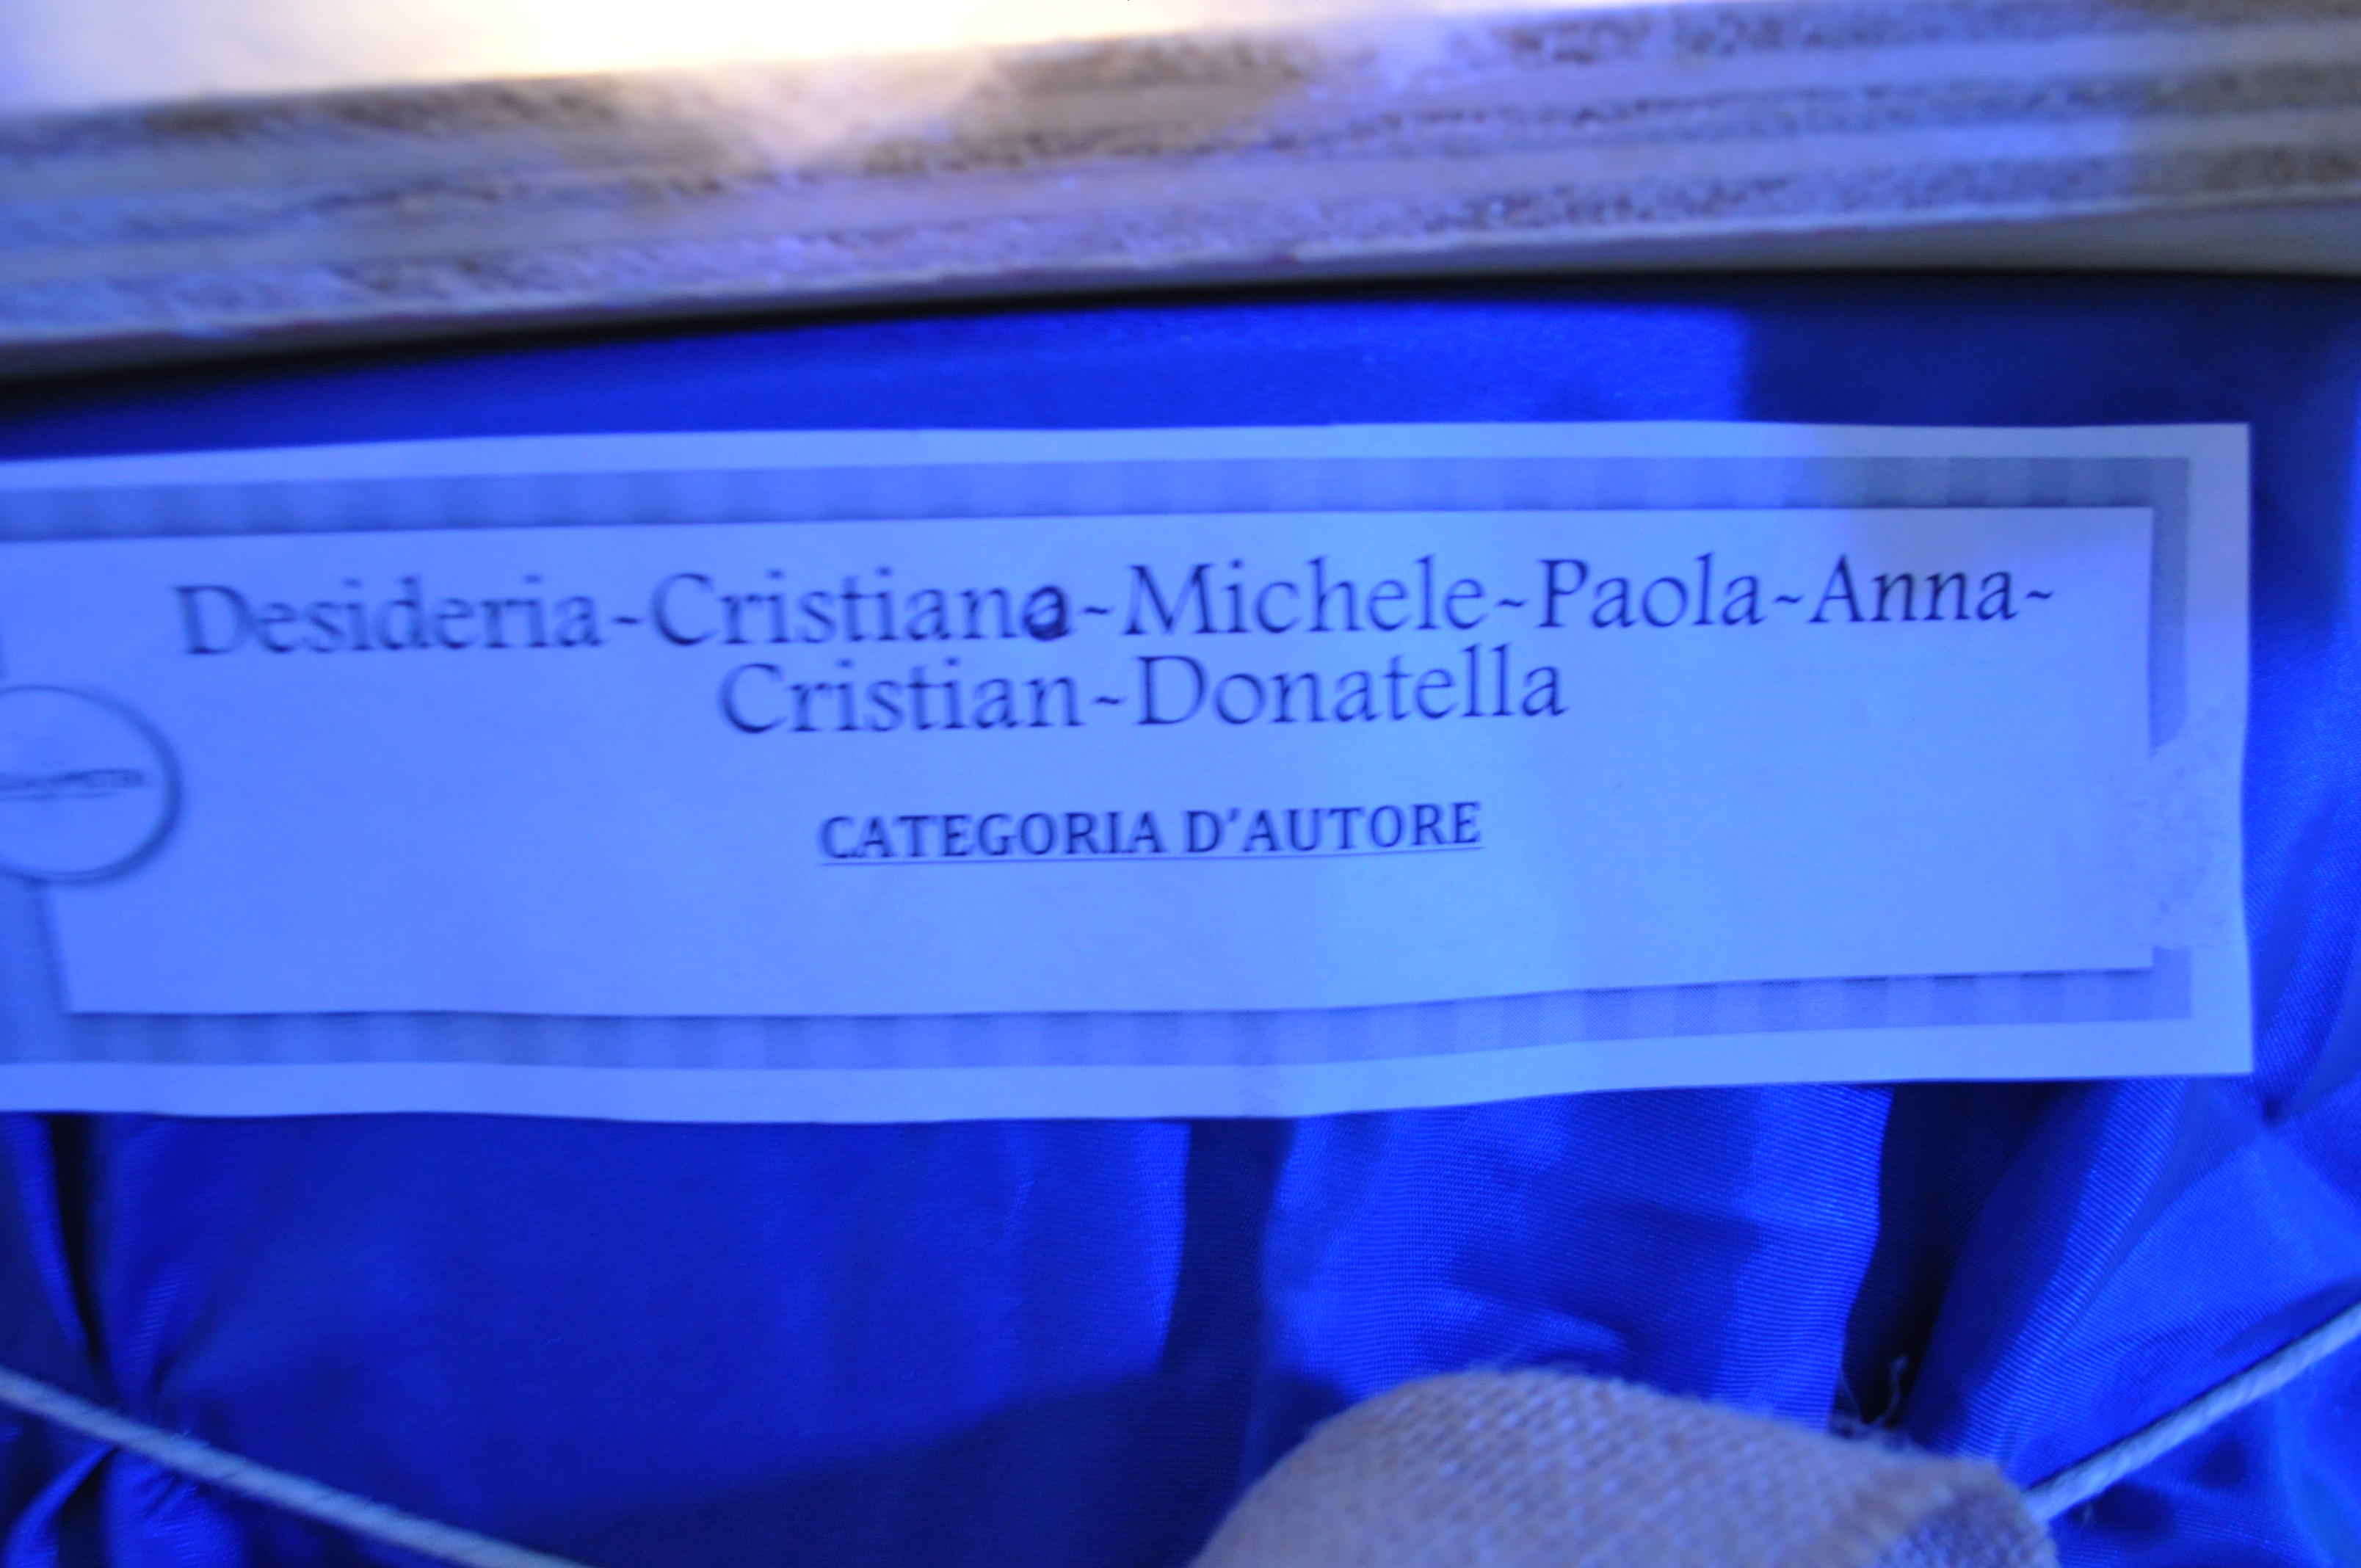 Desideria~Cristiana~Michele~Paola~Anna~
Cristian~Donatella
CATEGORIA D'AUTORE